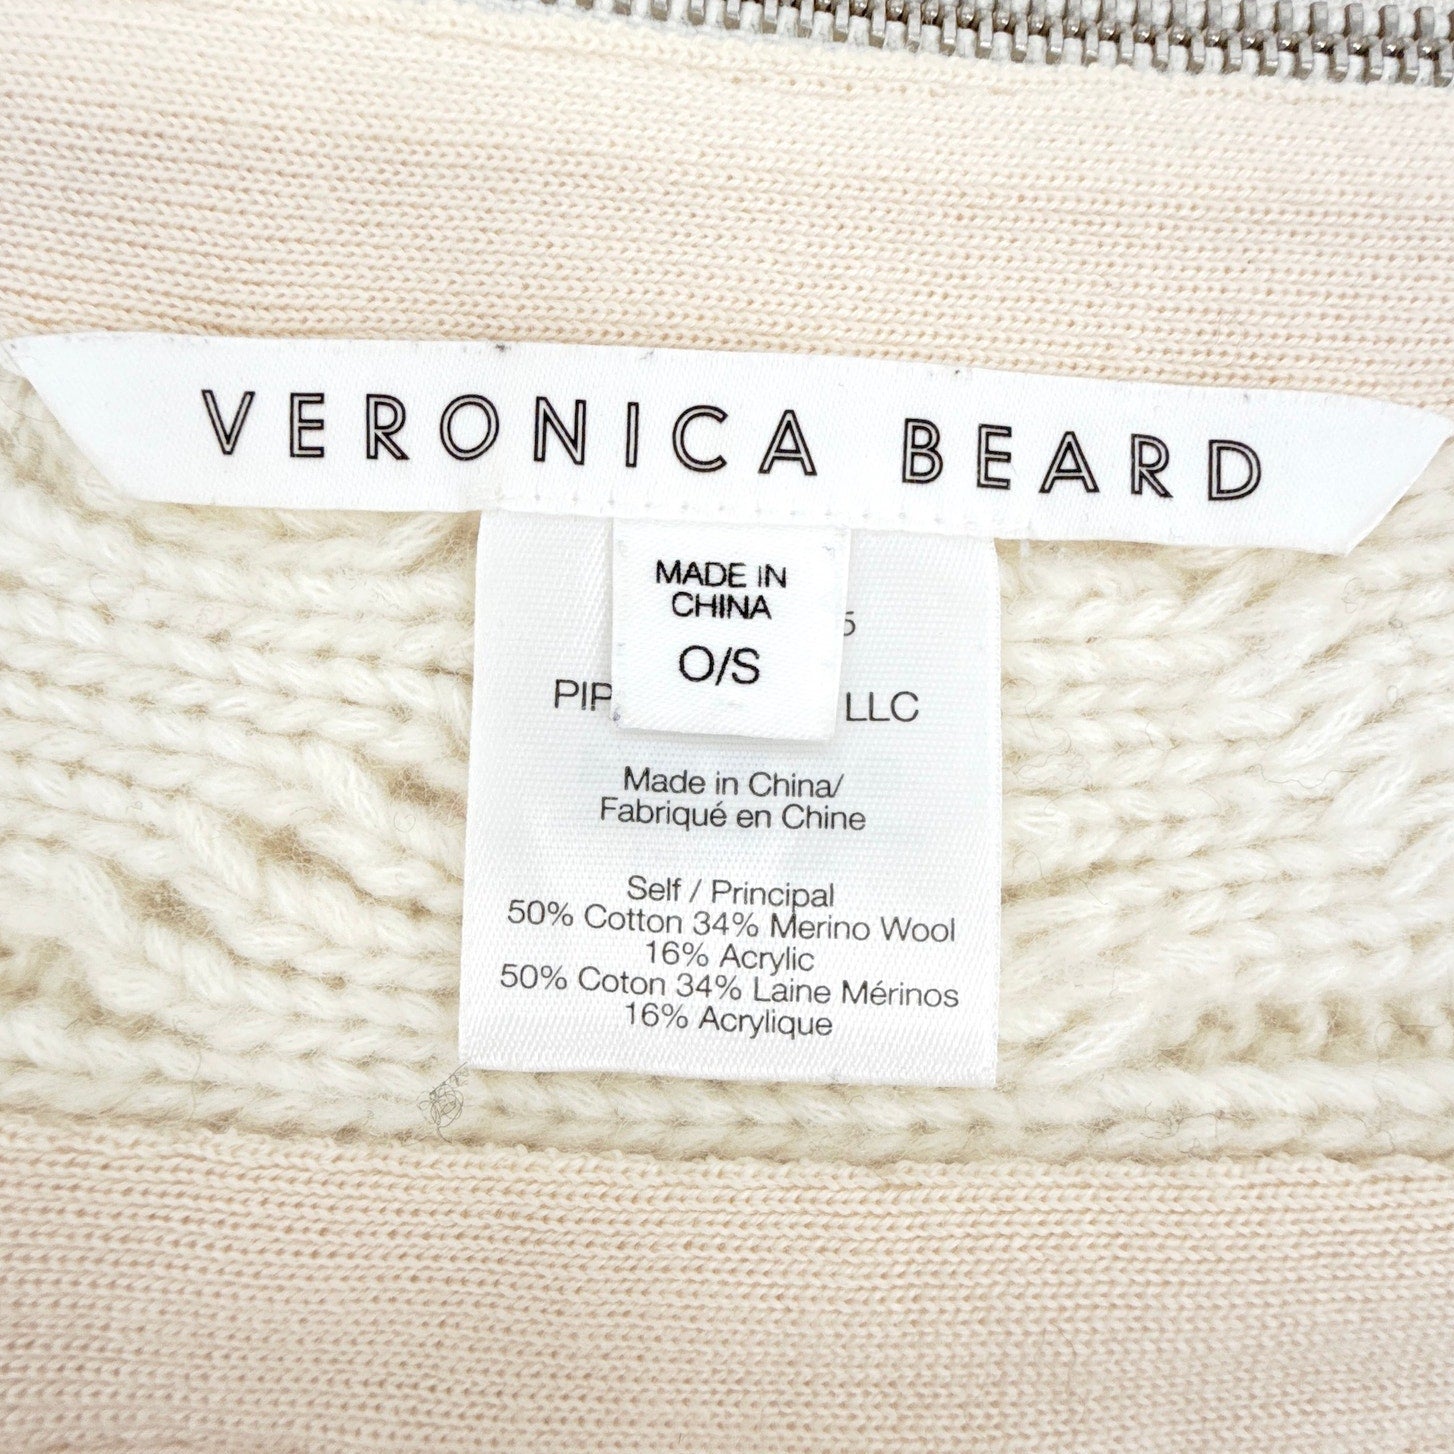 VERONICA BEARD
MADE IN
CHINA
O/S
5
LLC
Made in China/
Fabriqué en Chine
Self / Principal
50% Cotton 34% Merino Wool
16% Acrylic
50% Coton 34% Laine Mérinos
16% Acrylique